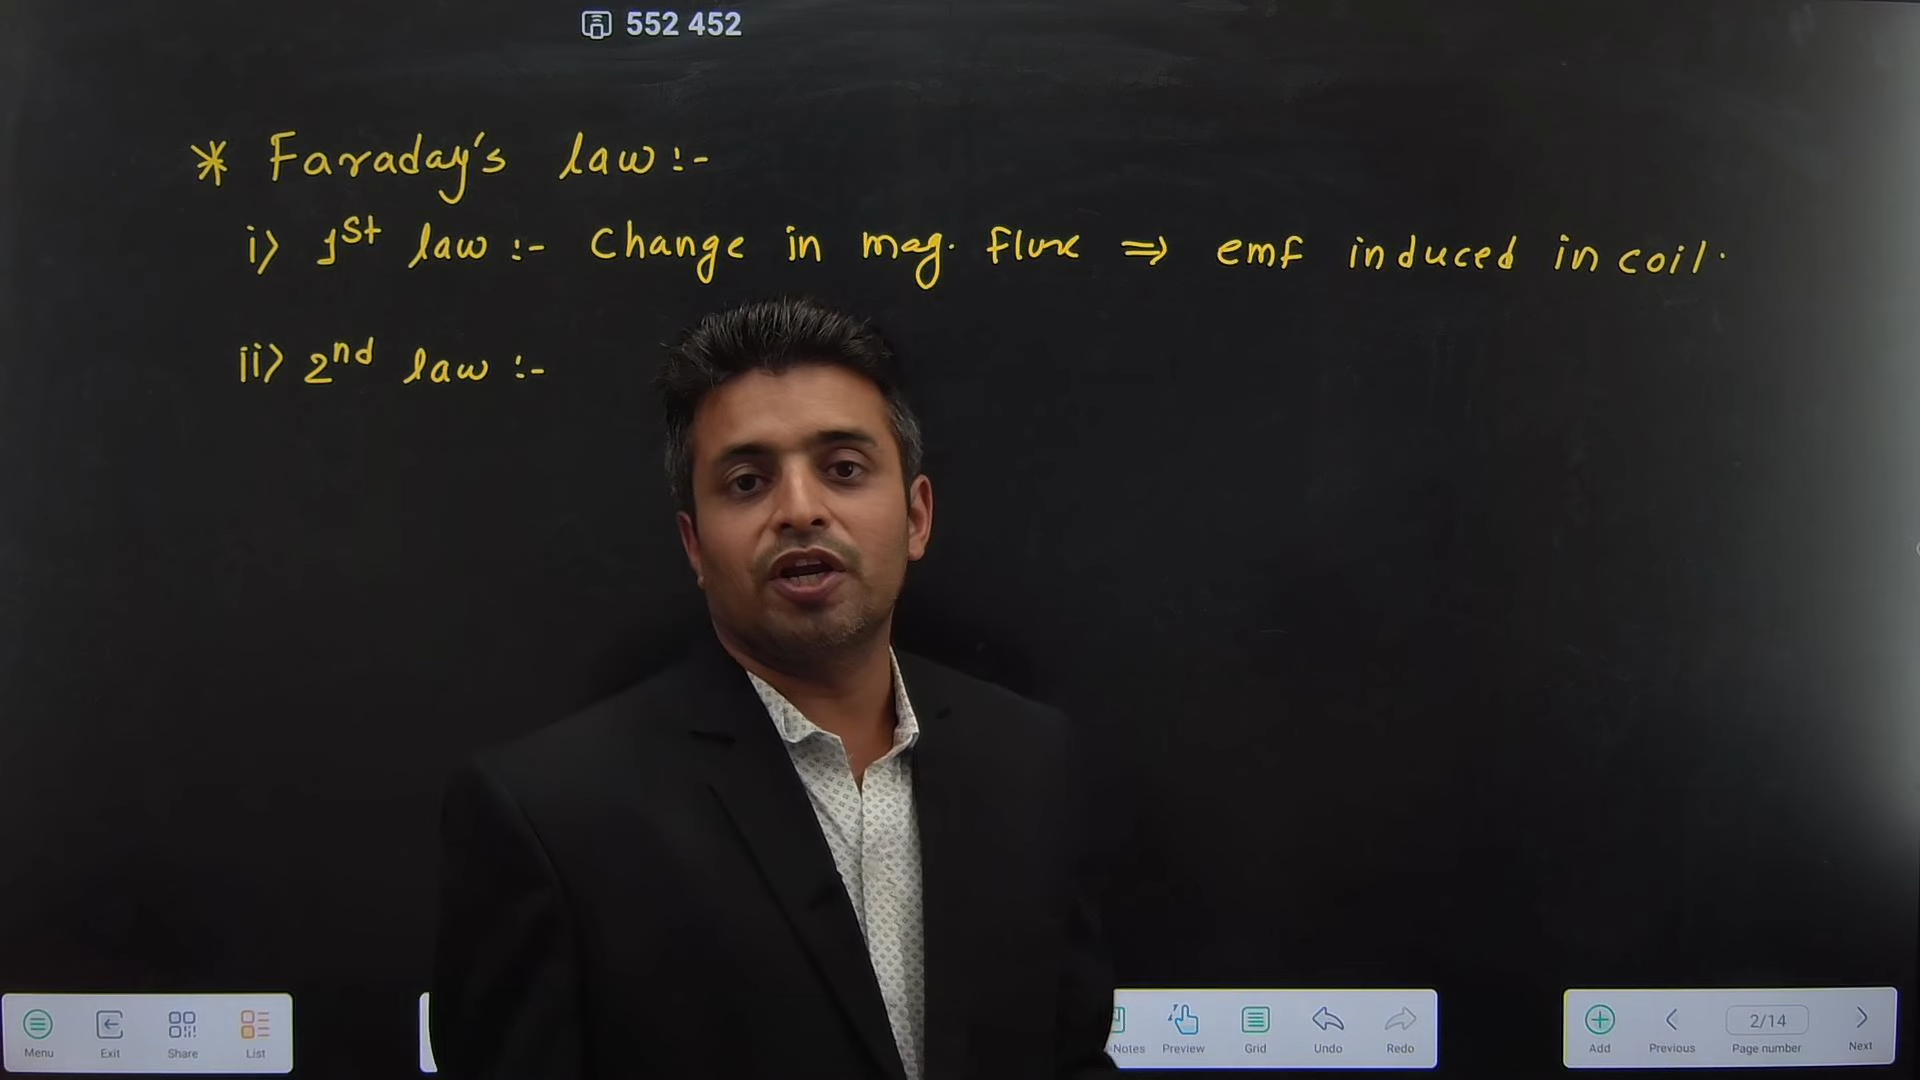 552 452
* Faraday's law :-
i) 1st law :- Change in mag. flux ⇒ emf induced in coil.
ii) 2nd law :-
Menu Exit Share List Notes Preview Grid Undo Redo Add Previous 2/14 Page number Next